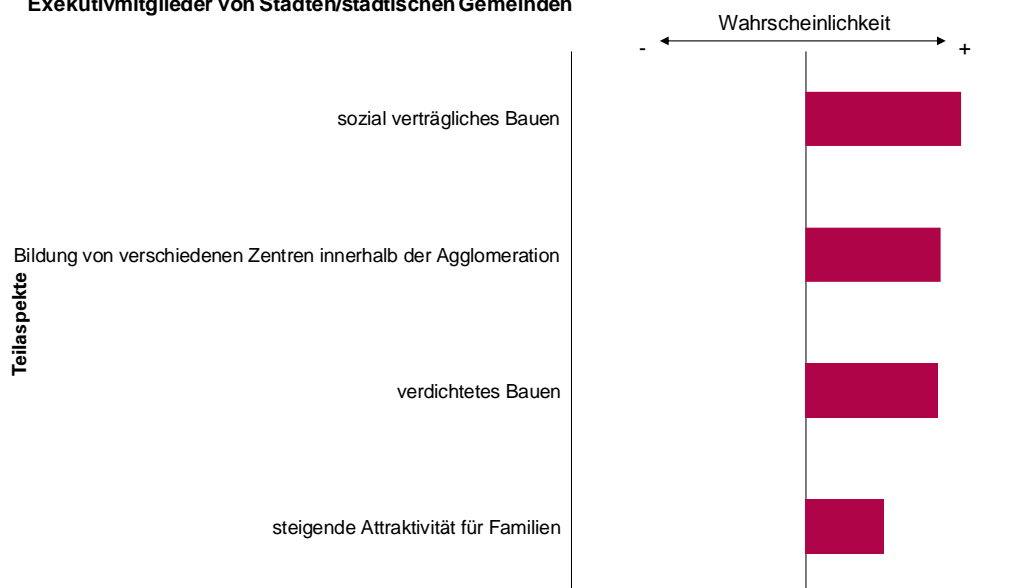 Exekutivmitglieder von Städten/städtischen Gemeinden
Wahrscheinlichkeit
- +
sozial verträgliches Bauen
Bildung von verschiedenen Zentren innerhalb der Agglomeration
Teilaspekte
verdichtetes Bauen
steigende Attraktivität für Familien